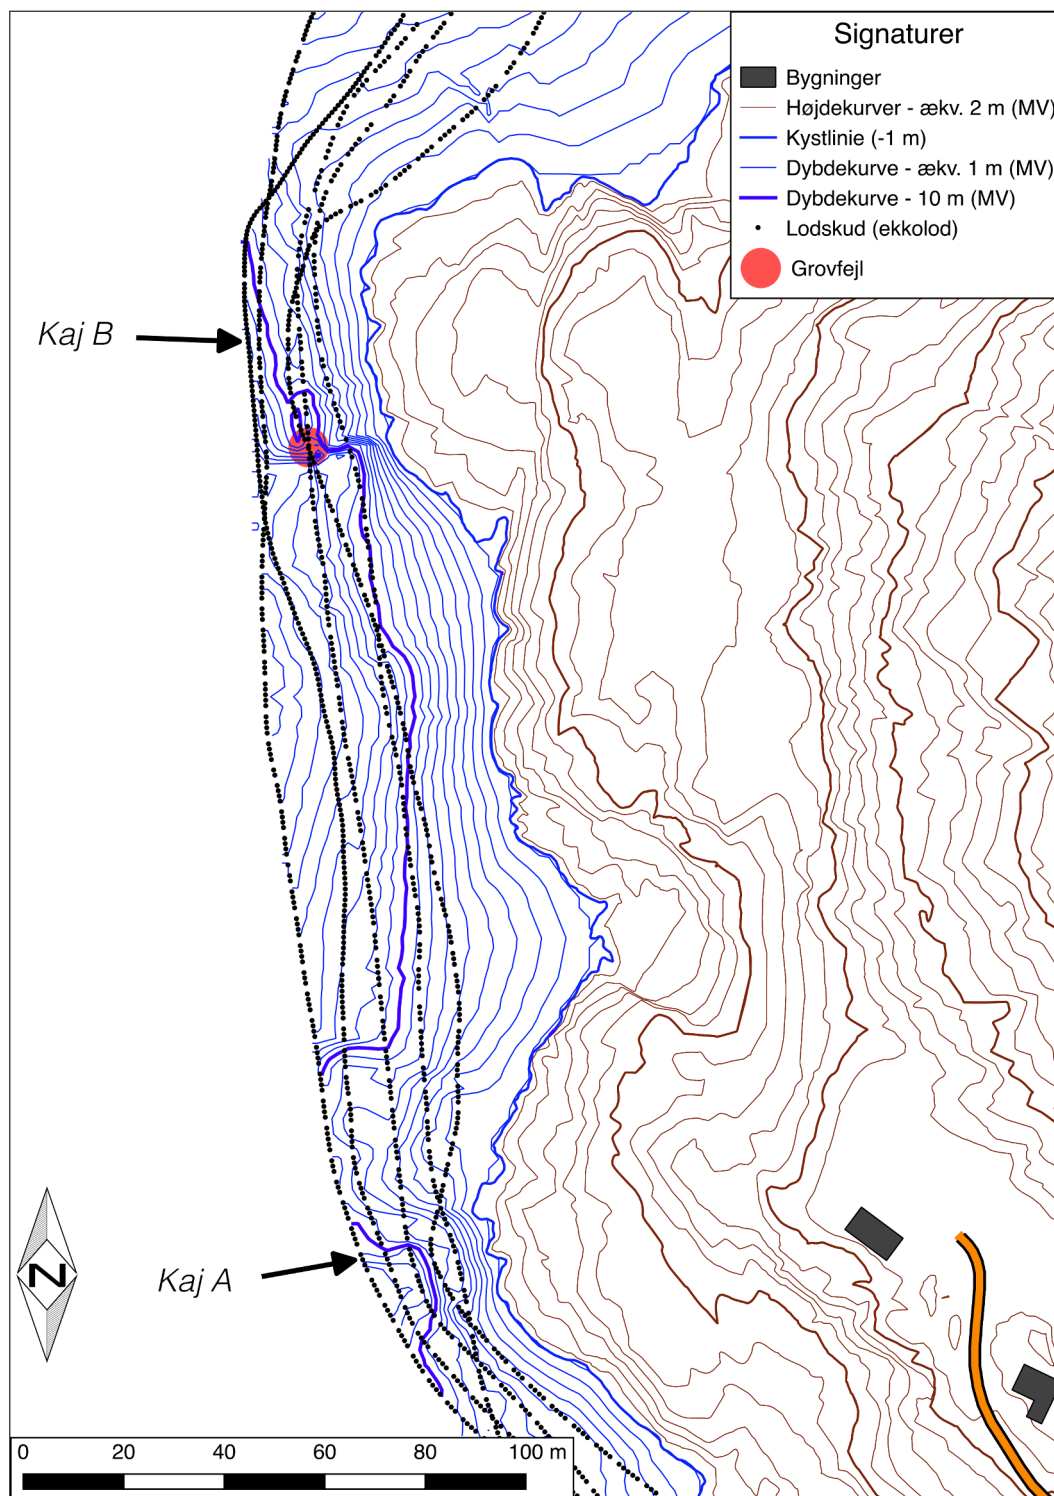 Signaturer
Bygninger
Højdekurver - ækv. 2 m (MV)
Kystlinie (-1 m)
Dybdekurve - ækv. 1 m (MV)
Dybdekurve - 10 m (MV)
Lodskud (ekkolod)
Grovfejl
Kaj B
Kaj A
N
0 20 40 60 80 100 m